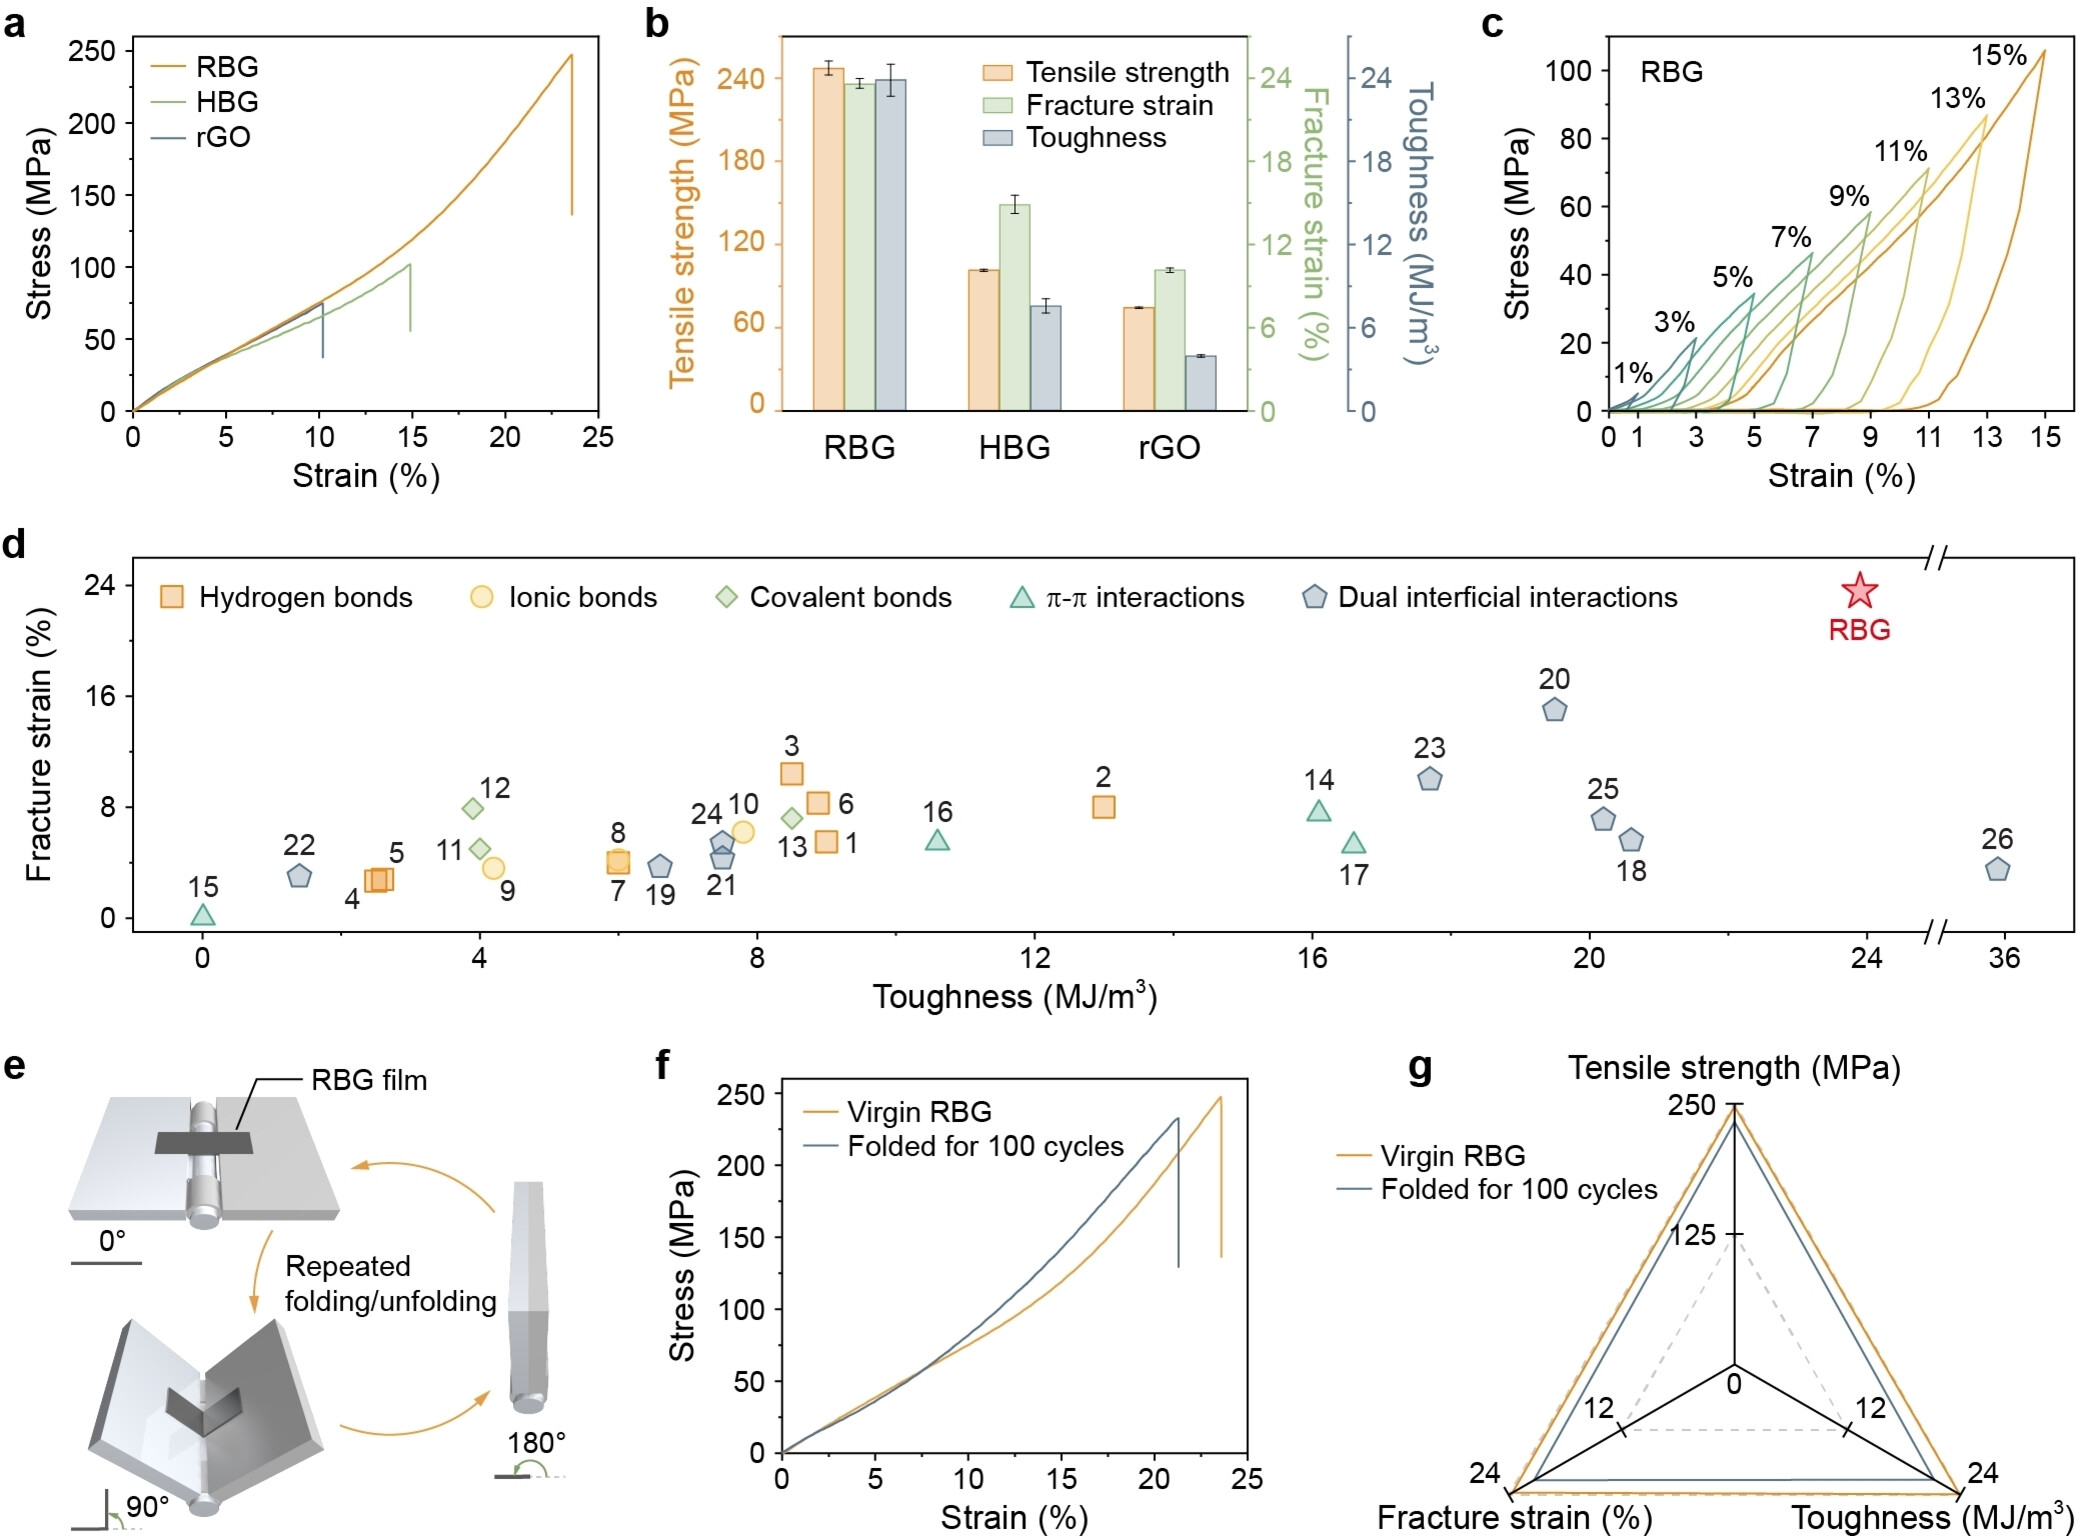 a
250
200
150
100
50
0
Stress (MPa)
RBG
HBG
rGO
0 5 10 15 20 25
Strain (%)
b
Tensile strength (MPa)
240
180
120
60
0
Tensile strength
Fracture strain
Toughness
24
18
12
6
0
Fracture strain (%)
24
18
12
6
0
Toughness (MJ/m³)
RBG HBG rGO
c
RBG
100
80
60
40
20
0
Stress (MPa)
1%
3%
5%
7%
9%
11%
13%
15%
0 1 3 5 7 9 11 13 15
Strain (%)
d
24
16
8
0
Fracture strain (%)
Hydrogen bonds Ionic bonds Covalent bonds π-π interactions Dual interficial interactions
RBG
15
22
4
5
11
12
9
8
7
19
24
21
10
3
13
6
1
16
2
14
17
23
20
25
18
26
0 4 8 12 16 20 24 36
Toughness (MJ/m³)
e
RBG film
0°
Repeated
folding/unfolding
90°
180°
f
250
200
150
100
50
0
Stress (MPa)
Virgin RBG
Folded for 100 cycles
0 5 10 15 20 25
Strain (%)
g
Tensile strength (MPa)
250
Virgin RBG
Folded for 100 cycles
125
0
12 12
24 24
Fracture strain (%) Toughness (MJ/m³)